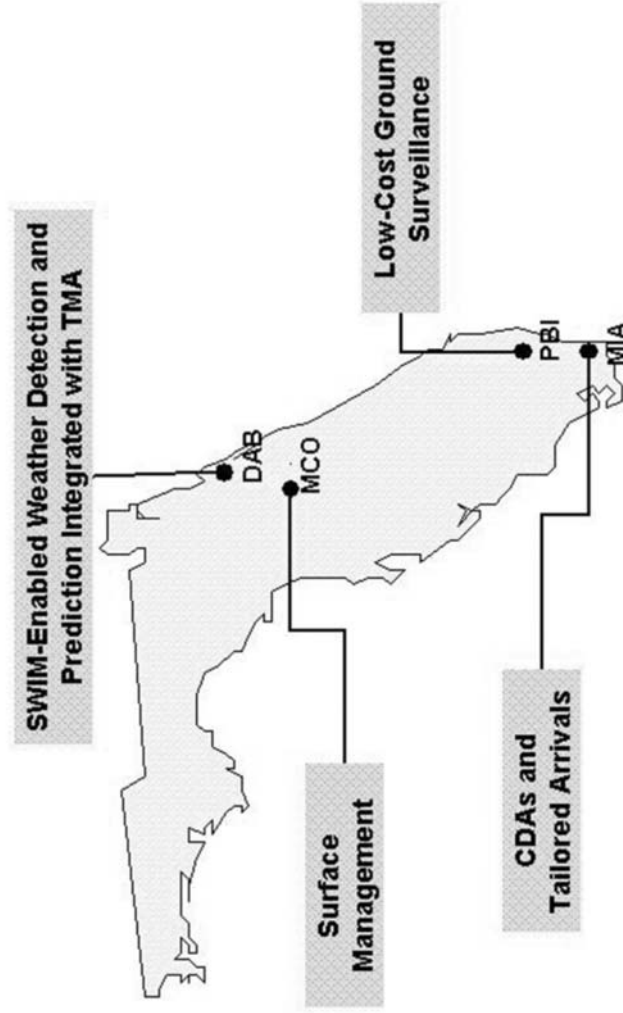 SWIM-Enabled Weather Detection and
Prediction Integrated with TMA
DAB
MCO
Surface
Management
Low-Cost Ground
Surveillance
PBI
CDAs and
Tailored Arrivals
MIA